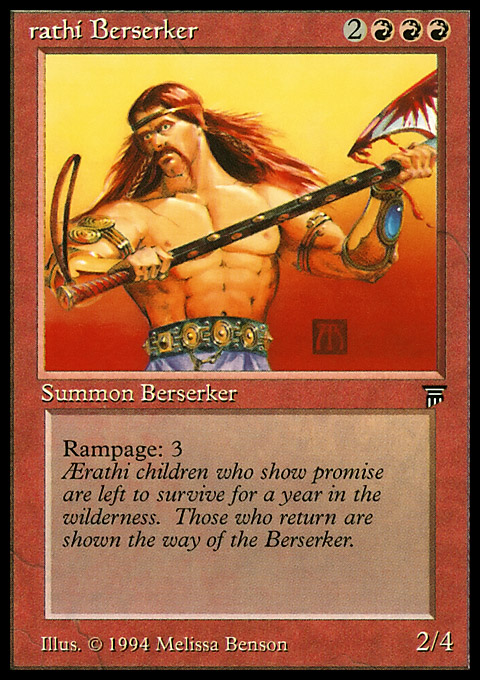 rathi Berserker 2
Summon Berserker
Rampage: 3
Ærathi children who show promise
are left to survive for a year in the
wilderness. Those who return are
shown the way of the Berserker.
Illus. © 1994 Melissa Benson
2/4